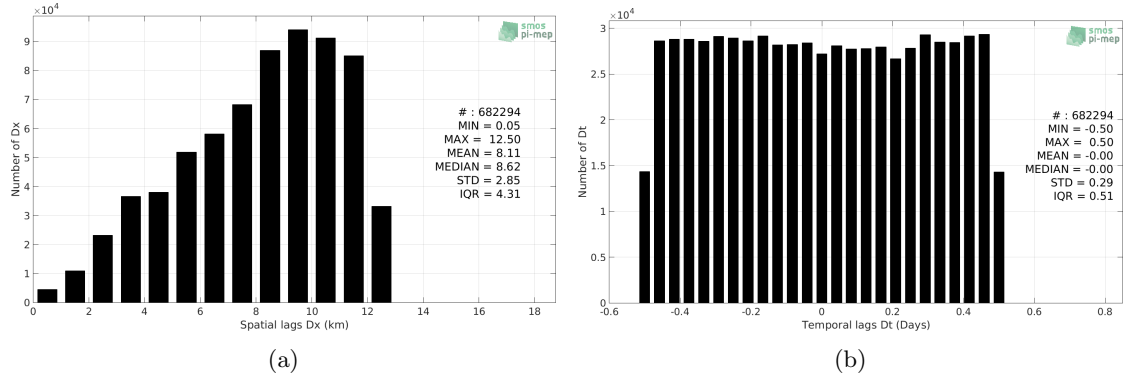 ×10⁴
9
8
7
6
5
4
3
2
1
0
Number of Dx
smos
pi-mep
# : 682294
MIN = 0.05
MAX = 12.50
MEAN = 8.11
MEDIAN = 8.62
STD = 2.85
IQR = 4.31
0 2 4 6 8 10 12 14 16 18
Spatial lags Dx (km)
(a)
×10⁴
3
2.5
2
1.5
1
0.5
0
Number of Dt
smos
pi-mep
# : 682294
MIN = -0.50
MAX = 0.50
MEAN = -0.00
MEDIAN = -0.00
STD = 0.29
IQR = 0.51
-0.6 -0.4 -0.2 0 0.2 0.4 0.6 0.8
Temporal lags Dt (Days)
(b)